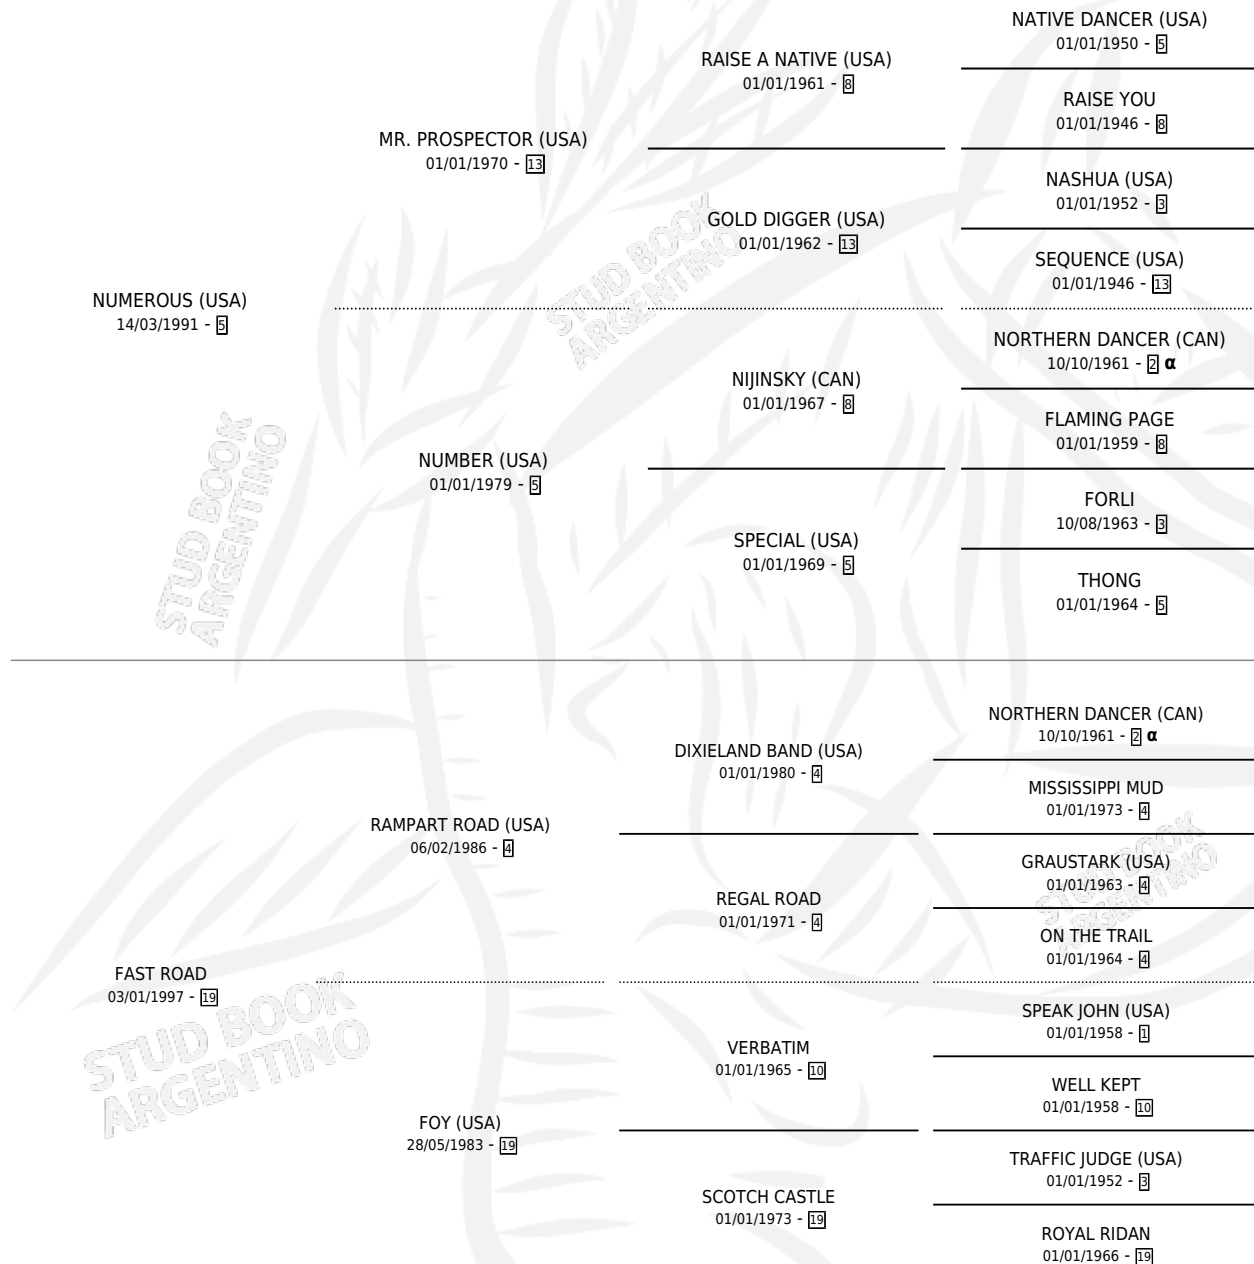 NATIVE DANCER (USA)
01/01/1950 - 5
RAISE A NATIVE (USA)
01/01/1961 - 8
RAISE YOU
01/01/1946 - 8
MR. PROSPECTOR (USA)
01/01/1970 - 13
NASHUA (USA)
01/01/1952 - 3
GOLD DIGGER (USA)
01/01/1962 - 13
SEQUENCE (USA)
01/01/1946 - 13
STUD BOOK
ARGENTINO
NUMEROUS (USA)
14/03/1991 - 5
NORTHERN DANCER (CAN)
10/10/1961 - 2 α
NIJINSKY (CAN)
01/01/1967 - 8
FLAMING PAGE
01/01/1959 - 8
NUMBER (USA)
01/01/1979 - 5
FORLI
10/08/1963 - 3
SPECIAL (USA)
01/01/1969 - 5
THONG
01/01/1964 - 5
STUD BOOK
ARGENTINO
NORTHERN DANCER (CAN)
10/10/1961 - 2 α
DIXIELAND BAND (USA)
01/01/1980 - 4
MISSISSIPPI MUD
01/01/1973 - 4
RAMPART ROAD (USA)
06/02/1986 - 4
GRAUSTARK (USA)
01/01/1963 - 4
REGAL ROAD
01/01/1971 - 4
ON THE TRAIL
01/01/1964 - 4
STUD BOOK
ARGENTINO
FAST ROAD
03/01/1997 - 19
SPEAK JOHN (USA)
01/01/1958 - 1
VERBATIM
01/01/1965 - 10
WELL KEPT
01/01/1958 - 10
FOY (USA)
28/05/1983 - 19
TRAFFIC JUDGE (USA)
01/01/1952 - 3
SCOTCH CASTLE
01/01/1973 - 19
ROYAL RIDAN
01/01/1966 - 19
STUD BOOK
ARGENTINO